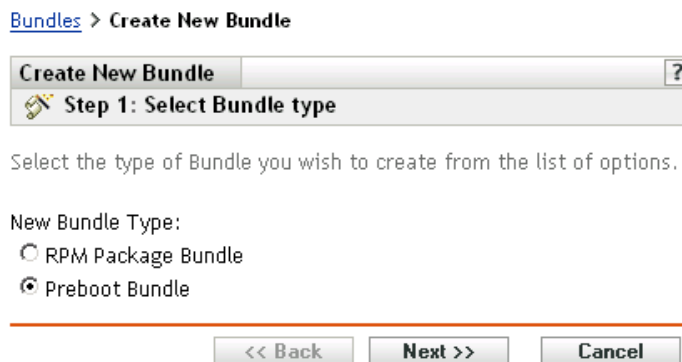 Bundles > Create New Bundle
Create New Bundle ?
Step 1: Select Bundle type
Select the type of Bundle you wish to create from the list of options.
New Bundle Type:
RPM Package Bundle
Preboot Bundle
<< Back Next >> Cancel